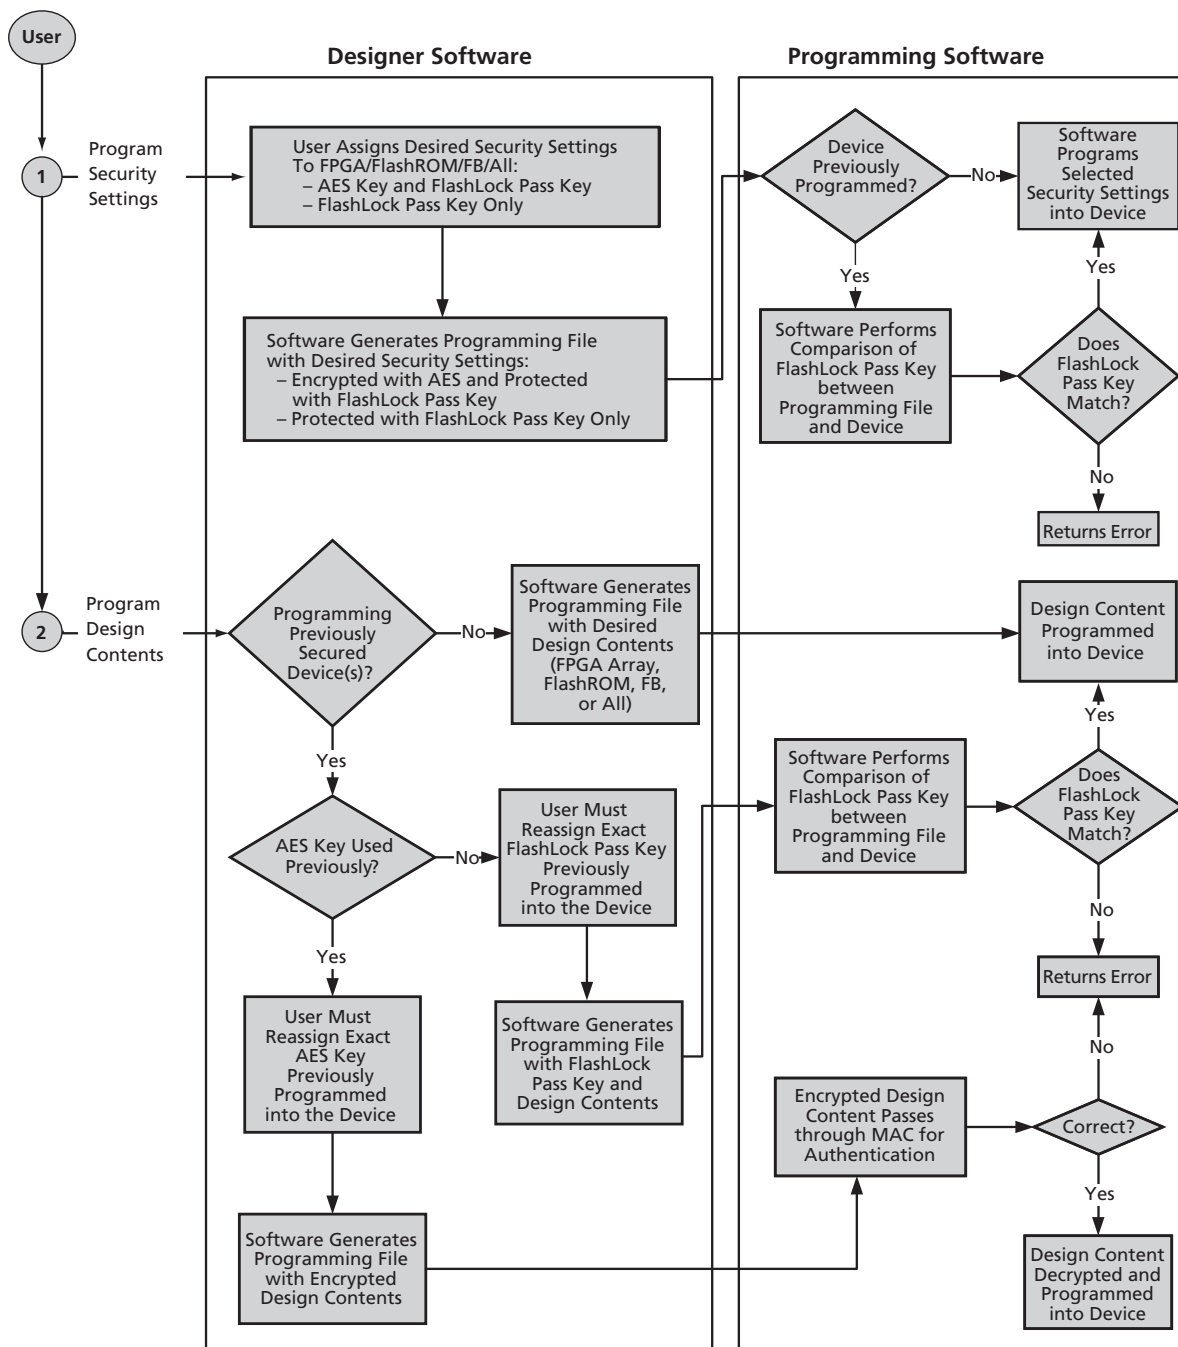 User
Designer Software
Programming Software
1
Program
Security
Settings
User Assigns Desired Security Settings
To FPGA/FlashROM/FB/All:
– AES Key and FlashLock Pass Key
– FlashLock Pass Key Only
Software Generates Programming File
with Desired Security Settings:
– Encrypted with AES and Protected
with FlashLock Pass Key
– Protected with FlashLock Pass Key Only
Device
Previously
Programmed?
No
Software
Programs
Selected
Security Settings
into Device
Yes
Yes
Software Performs
Comparison of
FlashLock Pass Key
between
Programming File
and Device
Does
FlashLock
Pass Key
Match?
No
Returns Error
2
Program
Design
Contents
Programming
Previously
Secured
Device(s)?
No
Software Generates
Programming File
with Desired
Design Contents
(FPGA Array,
FlashROM, FB,
or All)
Design Content
Programmed
into Device
Yes
Yes
AES Key Used
Previously?
No
User Must
Reassign Exact
FlashLock Pass Key
Previously
Programmed
into the Device
Software Performs
Comparison of
FlashLock Pass Key
between
Programming File
and Device
Does
FlashLock
Pass Key
Match?
No
Returns Error
Yes
User Must
Reassign Exact
AES Key
Previously
Programmed
into the Device
Software Generates
Programming File
with FlashLock
Pass Key and
Design Contents
No
Encrypted Design
Content Passes
through MAC for
Authentication
Correct?
Yes
Software Generates
Programming File
with Encrypted
Design Contents
Design Content
Decrypted and
Programmed
into Device